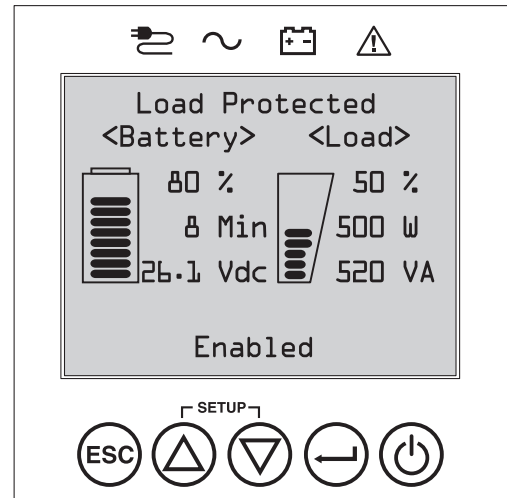 Load Protected
<Battery> <Load>
80 % 50 %
8 Min 500 W
26.1 Vdc 520 VA
Enabled
SETUP
ESC